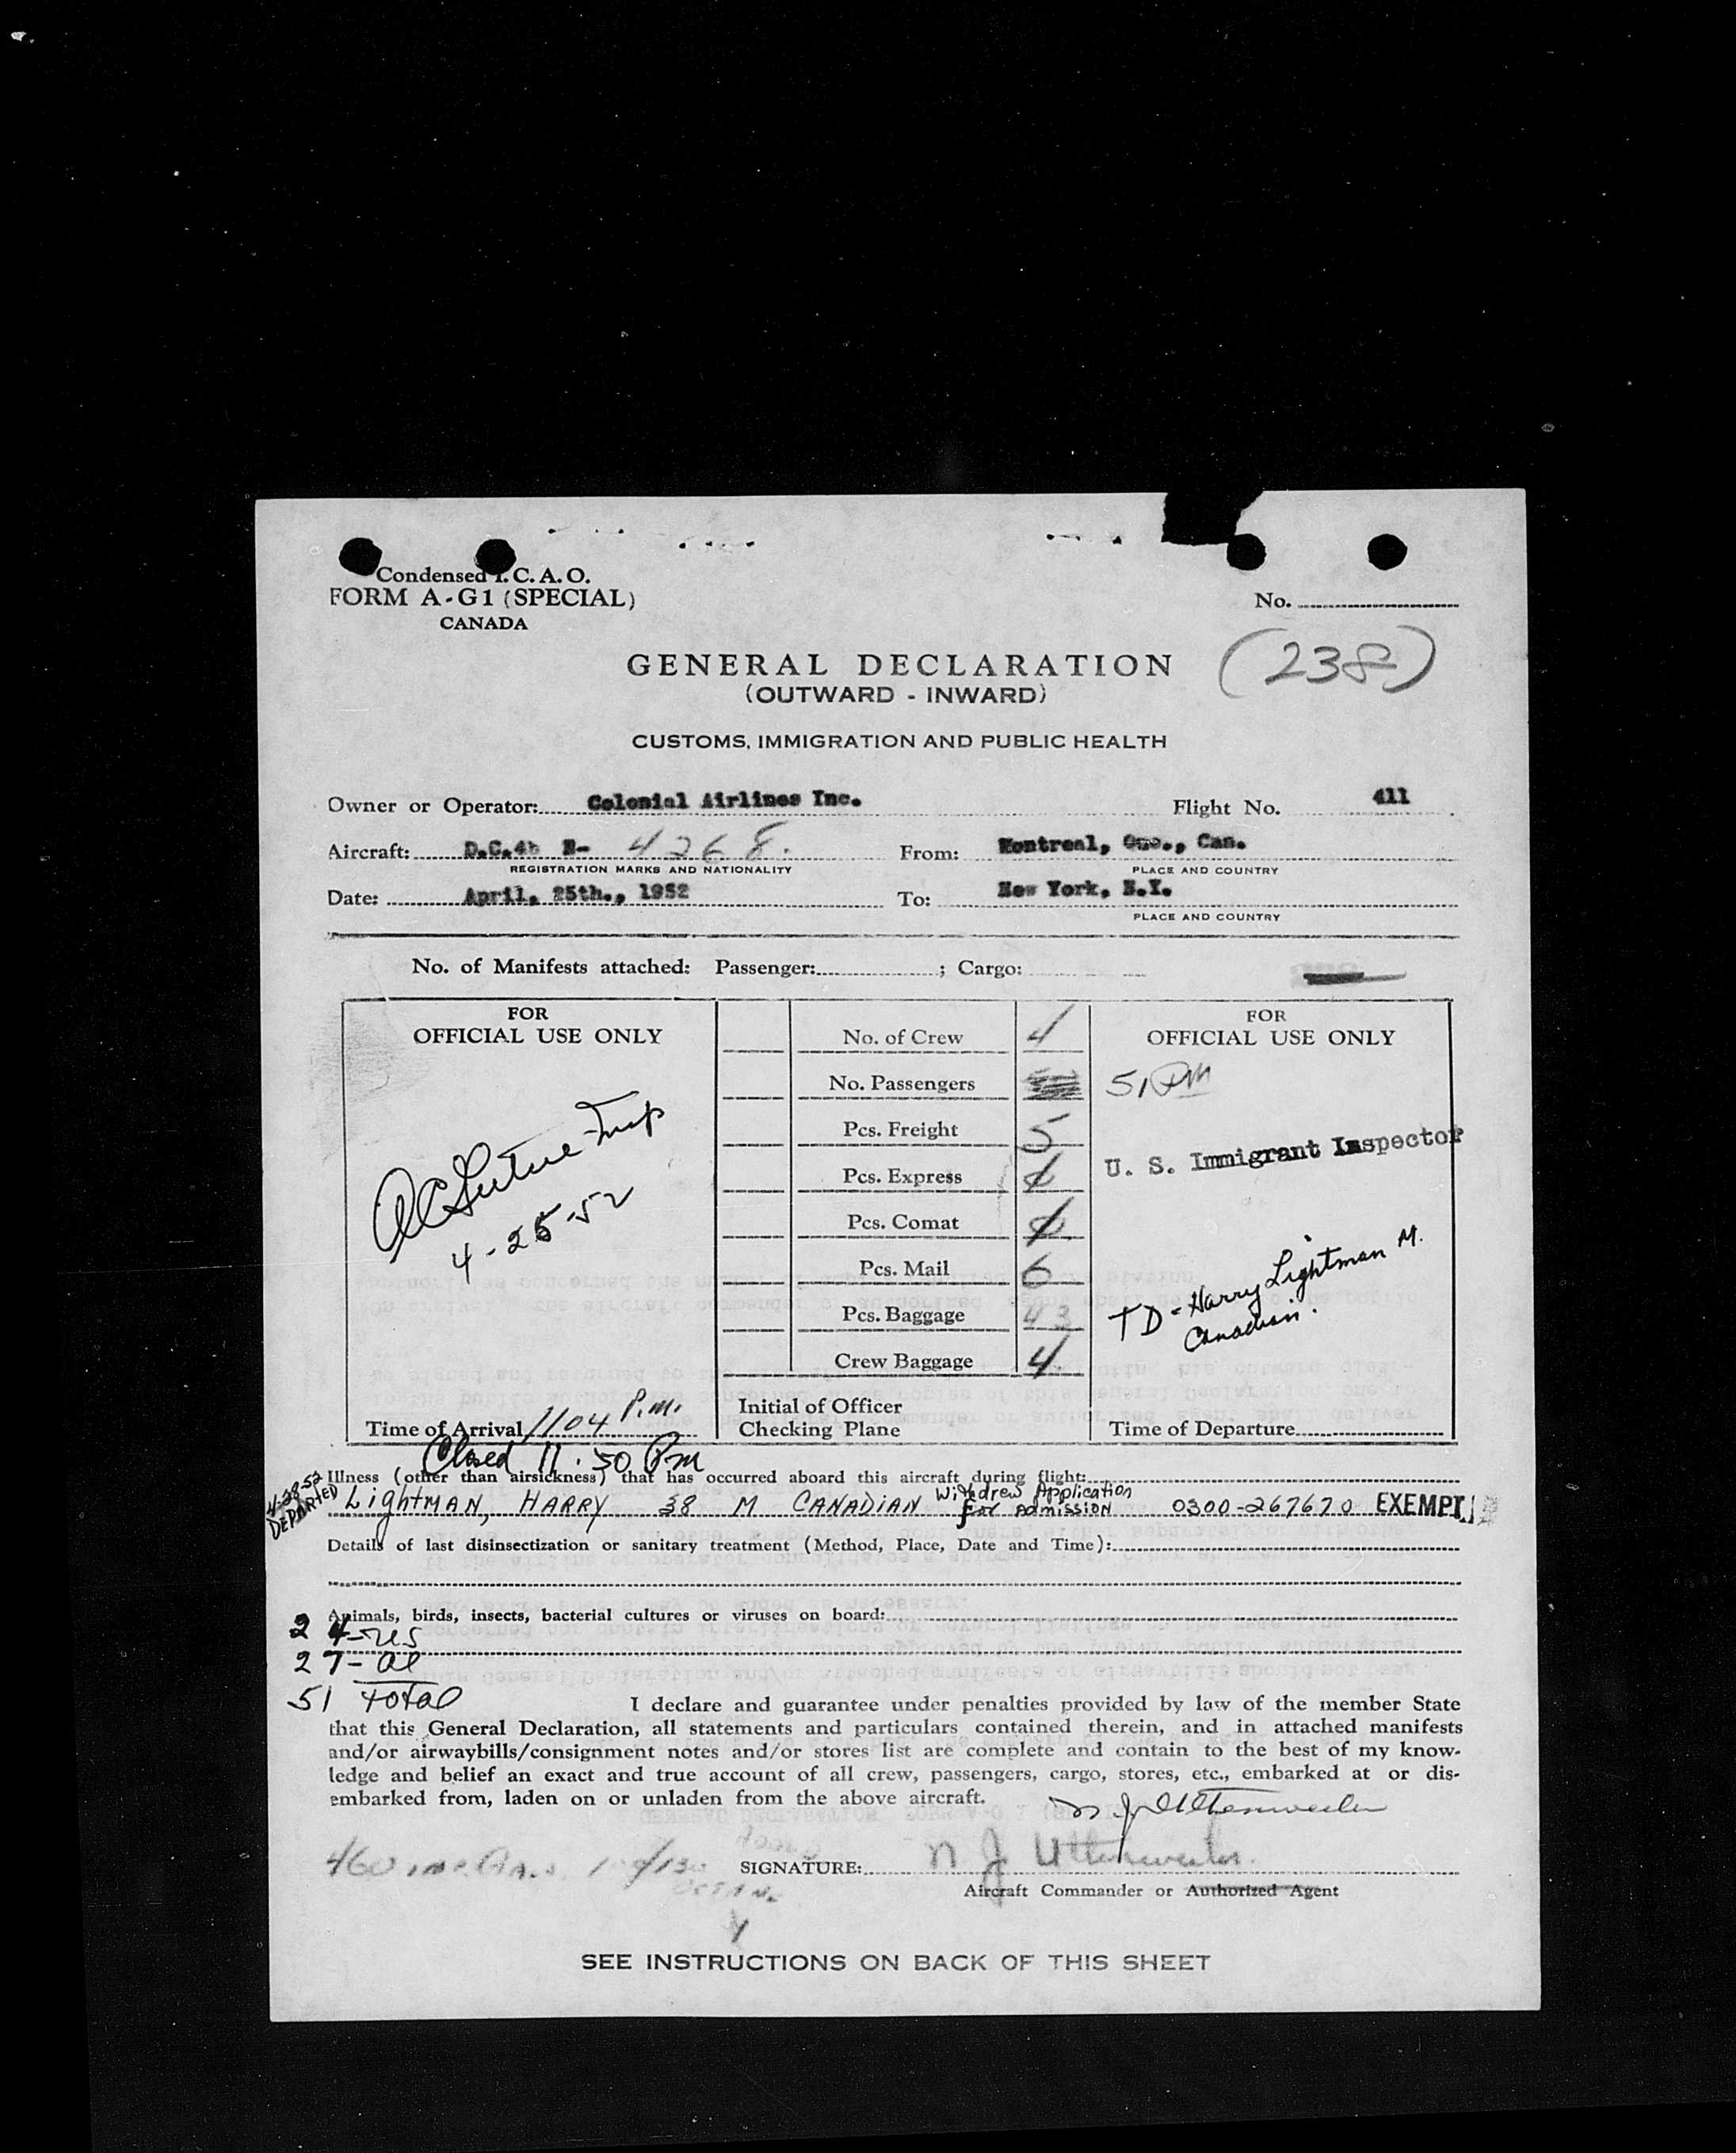 Condensed I. C. A. O.
FORM A-G1 (SPECIAL)
CANADA
No.
(238)
GENERAL DECLARATION
(OUTWARD - INWARD)
CUSTOMS, IMMIGRATION AND PUBLIC HEALTH
Owner or Operator: Colonial Airlines Inc. Flight No. 411
Aircraft: D.C.4 N- 4268. From: Montreal, Que., Can.
REGISTRATION MARKS AND NATIONALITY PLACE AND COUNTRY
Date: April, 25th., 1952 To: New York, N.Y.
PLACE AND COUNTRY
No. of Manifests attached: Passenger: ; Cargo:
FOR
OFFICIAL USE ONLY
4-25-52
Time of Arrival 1104 P.M.
Closed 11.50 PM
No. of Crew 4
No. Passengers
Pcs. Freight 5
Pcs. Express
Pcs. Comat
Pcs. Mail 6
Pcs. Baggage 43
Crew Baggage 4.
Initial of Officer
Checking Plane
FOR
OFFICIAL USE ONLY
51
U. S. Immigrant Inspector
TD - Harry Lightman M.
Canadian.
Time of Departure
Illness (other than airsickness) that has occurred aboard this aircraft during flight:
4-28-52
DEPARTED
LIGHTMAN, HARRY 38 M CANADIAN Withdrew Application
for Admission 0300-267670 EXEMPT
Details of last disinsectization or sanitary treatment (Method, Place, Date and Time):
Animals, birds, insects, bacterial cultures or viruses on board:
24-US
27-al
51 total
I declare and guarantee under penalties provided by law of the member State
that this General Declaration, all statements and particulars contained therein, and in attached manifests
and/or airwaybills/consignment notes and/or stores list are complete and contain to the best of my know-
ledge and belief an exact and true account of all crew, passengers, cargo, stores, etc., embarked at or dis-
embarked from, laden on or unladen from the above aircraft.
460
SIGNATURE: N J Uttenweiler
Aircraft Commander or Authorized Agent
SEE INSTRUCTIONS ON BACK OF THIS SHEET